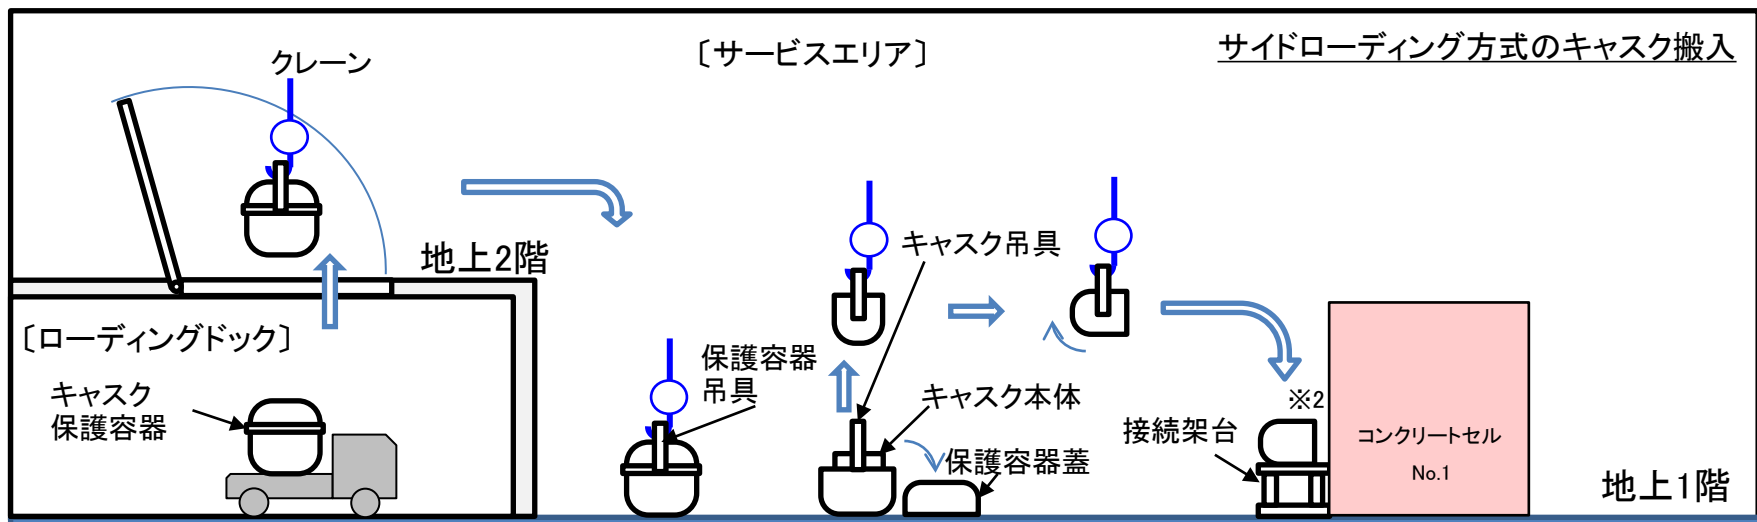 サイドローディング方式のキャスク搬入
〔サービスエリア〕
クレーン
地上2階
〔ローディングドック〕
キャスク
保護容器
保護容器
吊具
キャスク吊具
キャスク本体
保護容器蓋
※2
接続架台
コンクリートセル
No.1
地上1階